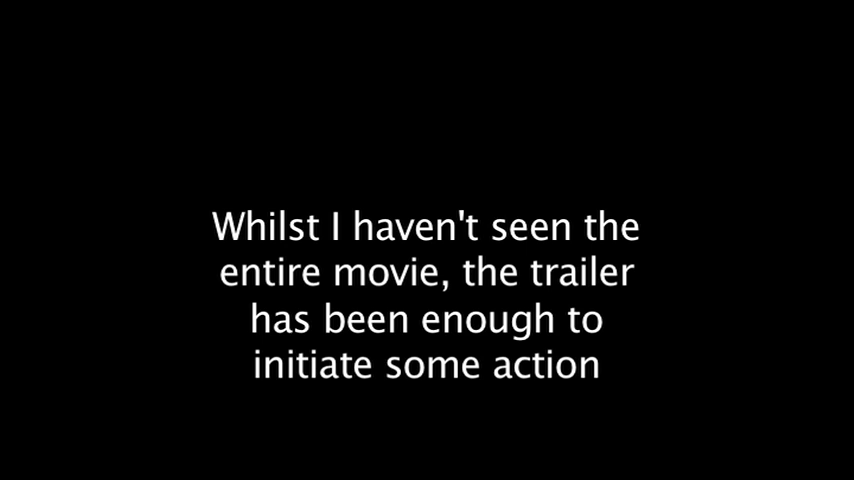 Whilst I haven't seen the
entire movie, the trailer
has been enough to
initiate some action